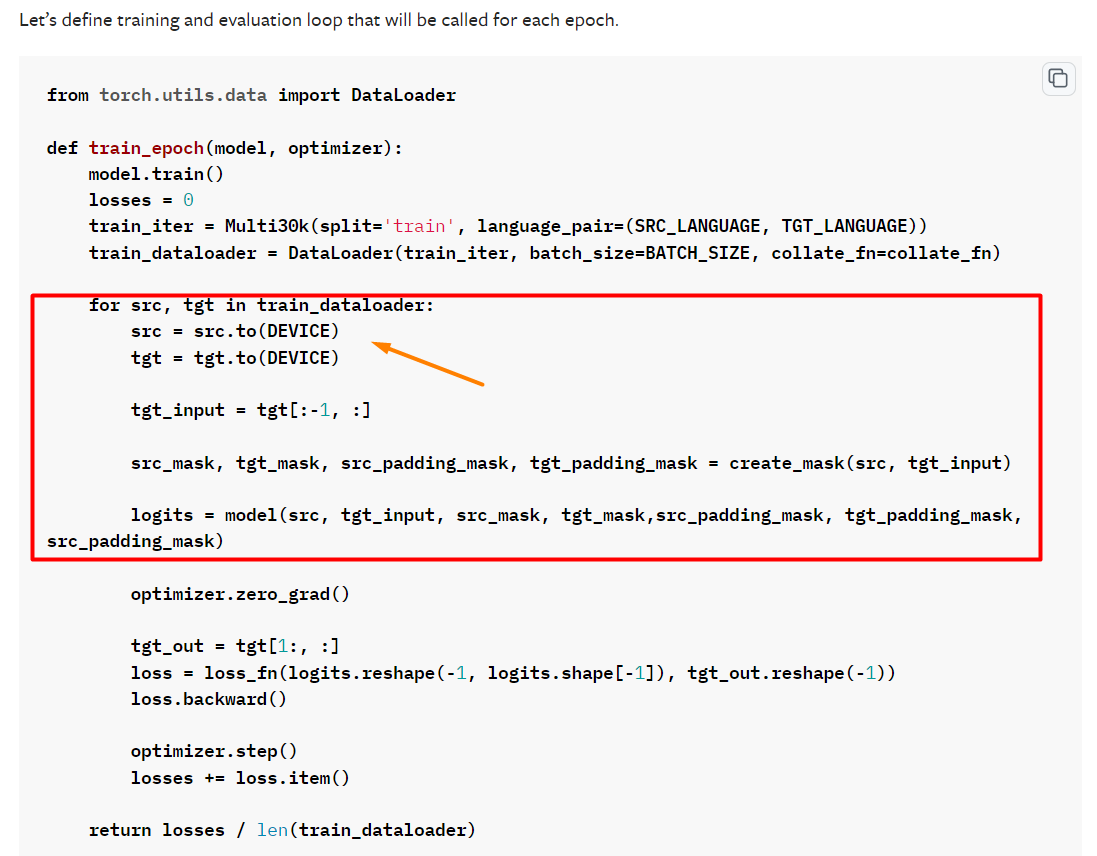 Let’s define training and evaluation loop that will be called for each epoch.
from torch.utils.data import DataLoader
def train_epoch(model, optimizer):
    model.train()
    losses = 0
    train_iter = Multi30k(split='train', language_pair=(SRC_LANGUAGE, TGT_LANGUAGE))
    train_dataloader = DataLoader(train_iter, batch_size=BATCH_SIZE, collate_fn=collate_fn)
    for src, tgt in train_dataloader:
        src = src.to(DEVICE)
        tgt = tgt.to(DEVICE)
        tgt_input = tgt[:-1, :]
        src_mask, tgt_mask, src_padding_mask, tgt_padding_mask = create_mask(src, tgt_input)
        logits = model(src, tgt_input, src_mask, tgt_mask,src_padding_mask, tgt_padding_mask,
src_padding_mask)
        optimizer.zero_grad()
        tgt_out = tgt[1:, :]
        loss = loss_fn(logits.reshape(-1, logits.shape[-1]), tgt_out.reshape(-1))
        loss.backward()
        optimizer.step()
        losses += loss.item()
    return losses / len(train_dataloader)